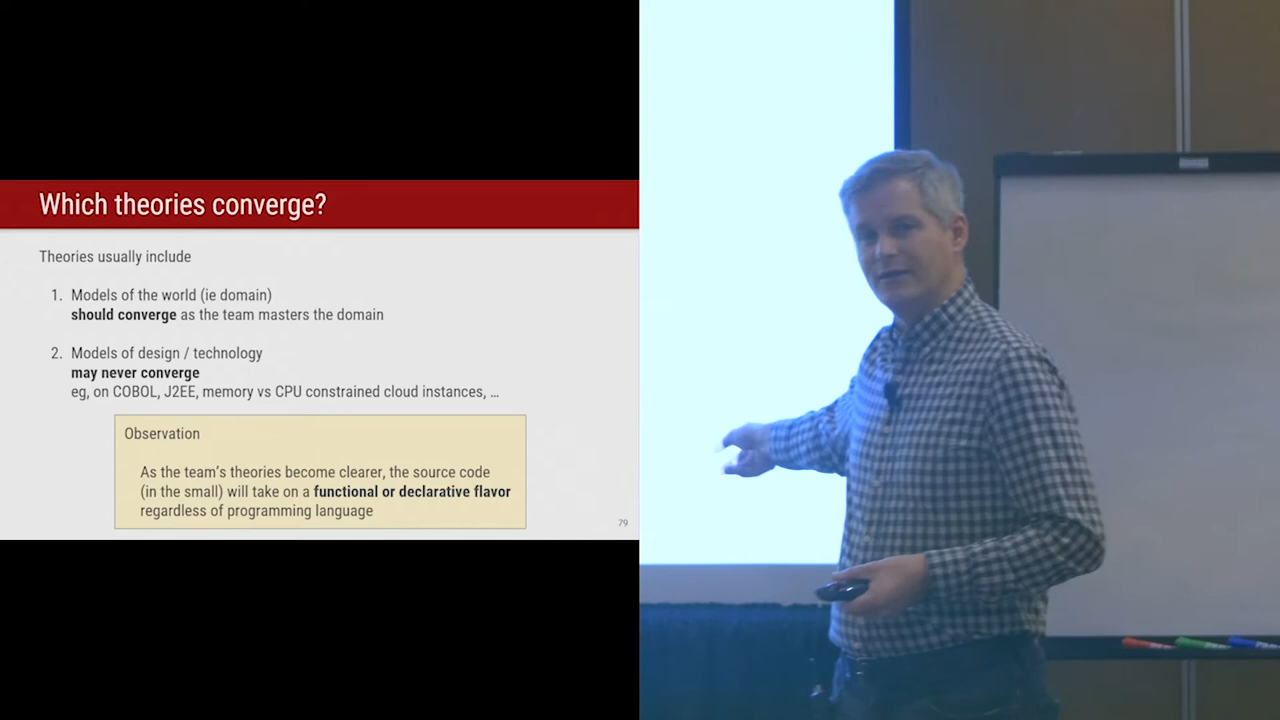 Which theories converge?
Theories usually include
1. Models of the world (ie domain)
should converge as the team masters the domain
2. Models of design / technology
may never converge
eg, on COBOL, J2EE, memory vs CPU constrained cloud instances, …
Observation
As the team's theories become clearer, the source code
(in the small) will take on a functional or declarative flavor
regardless of programming language
79